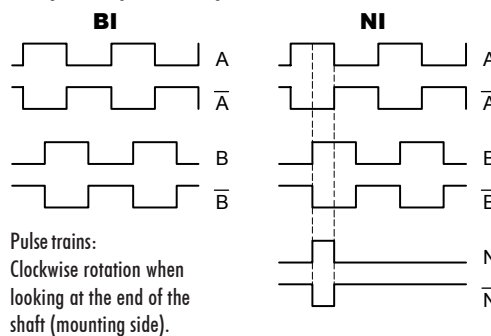 BI
NI
A
A
A
A
B
B
B
B
Pulse trains:
Clockwise rotation when
looking at the end of the
shaft (mounting side).
N
N